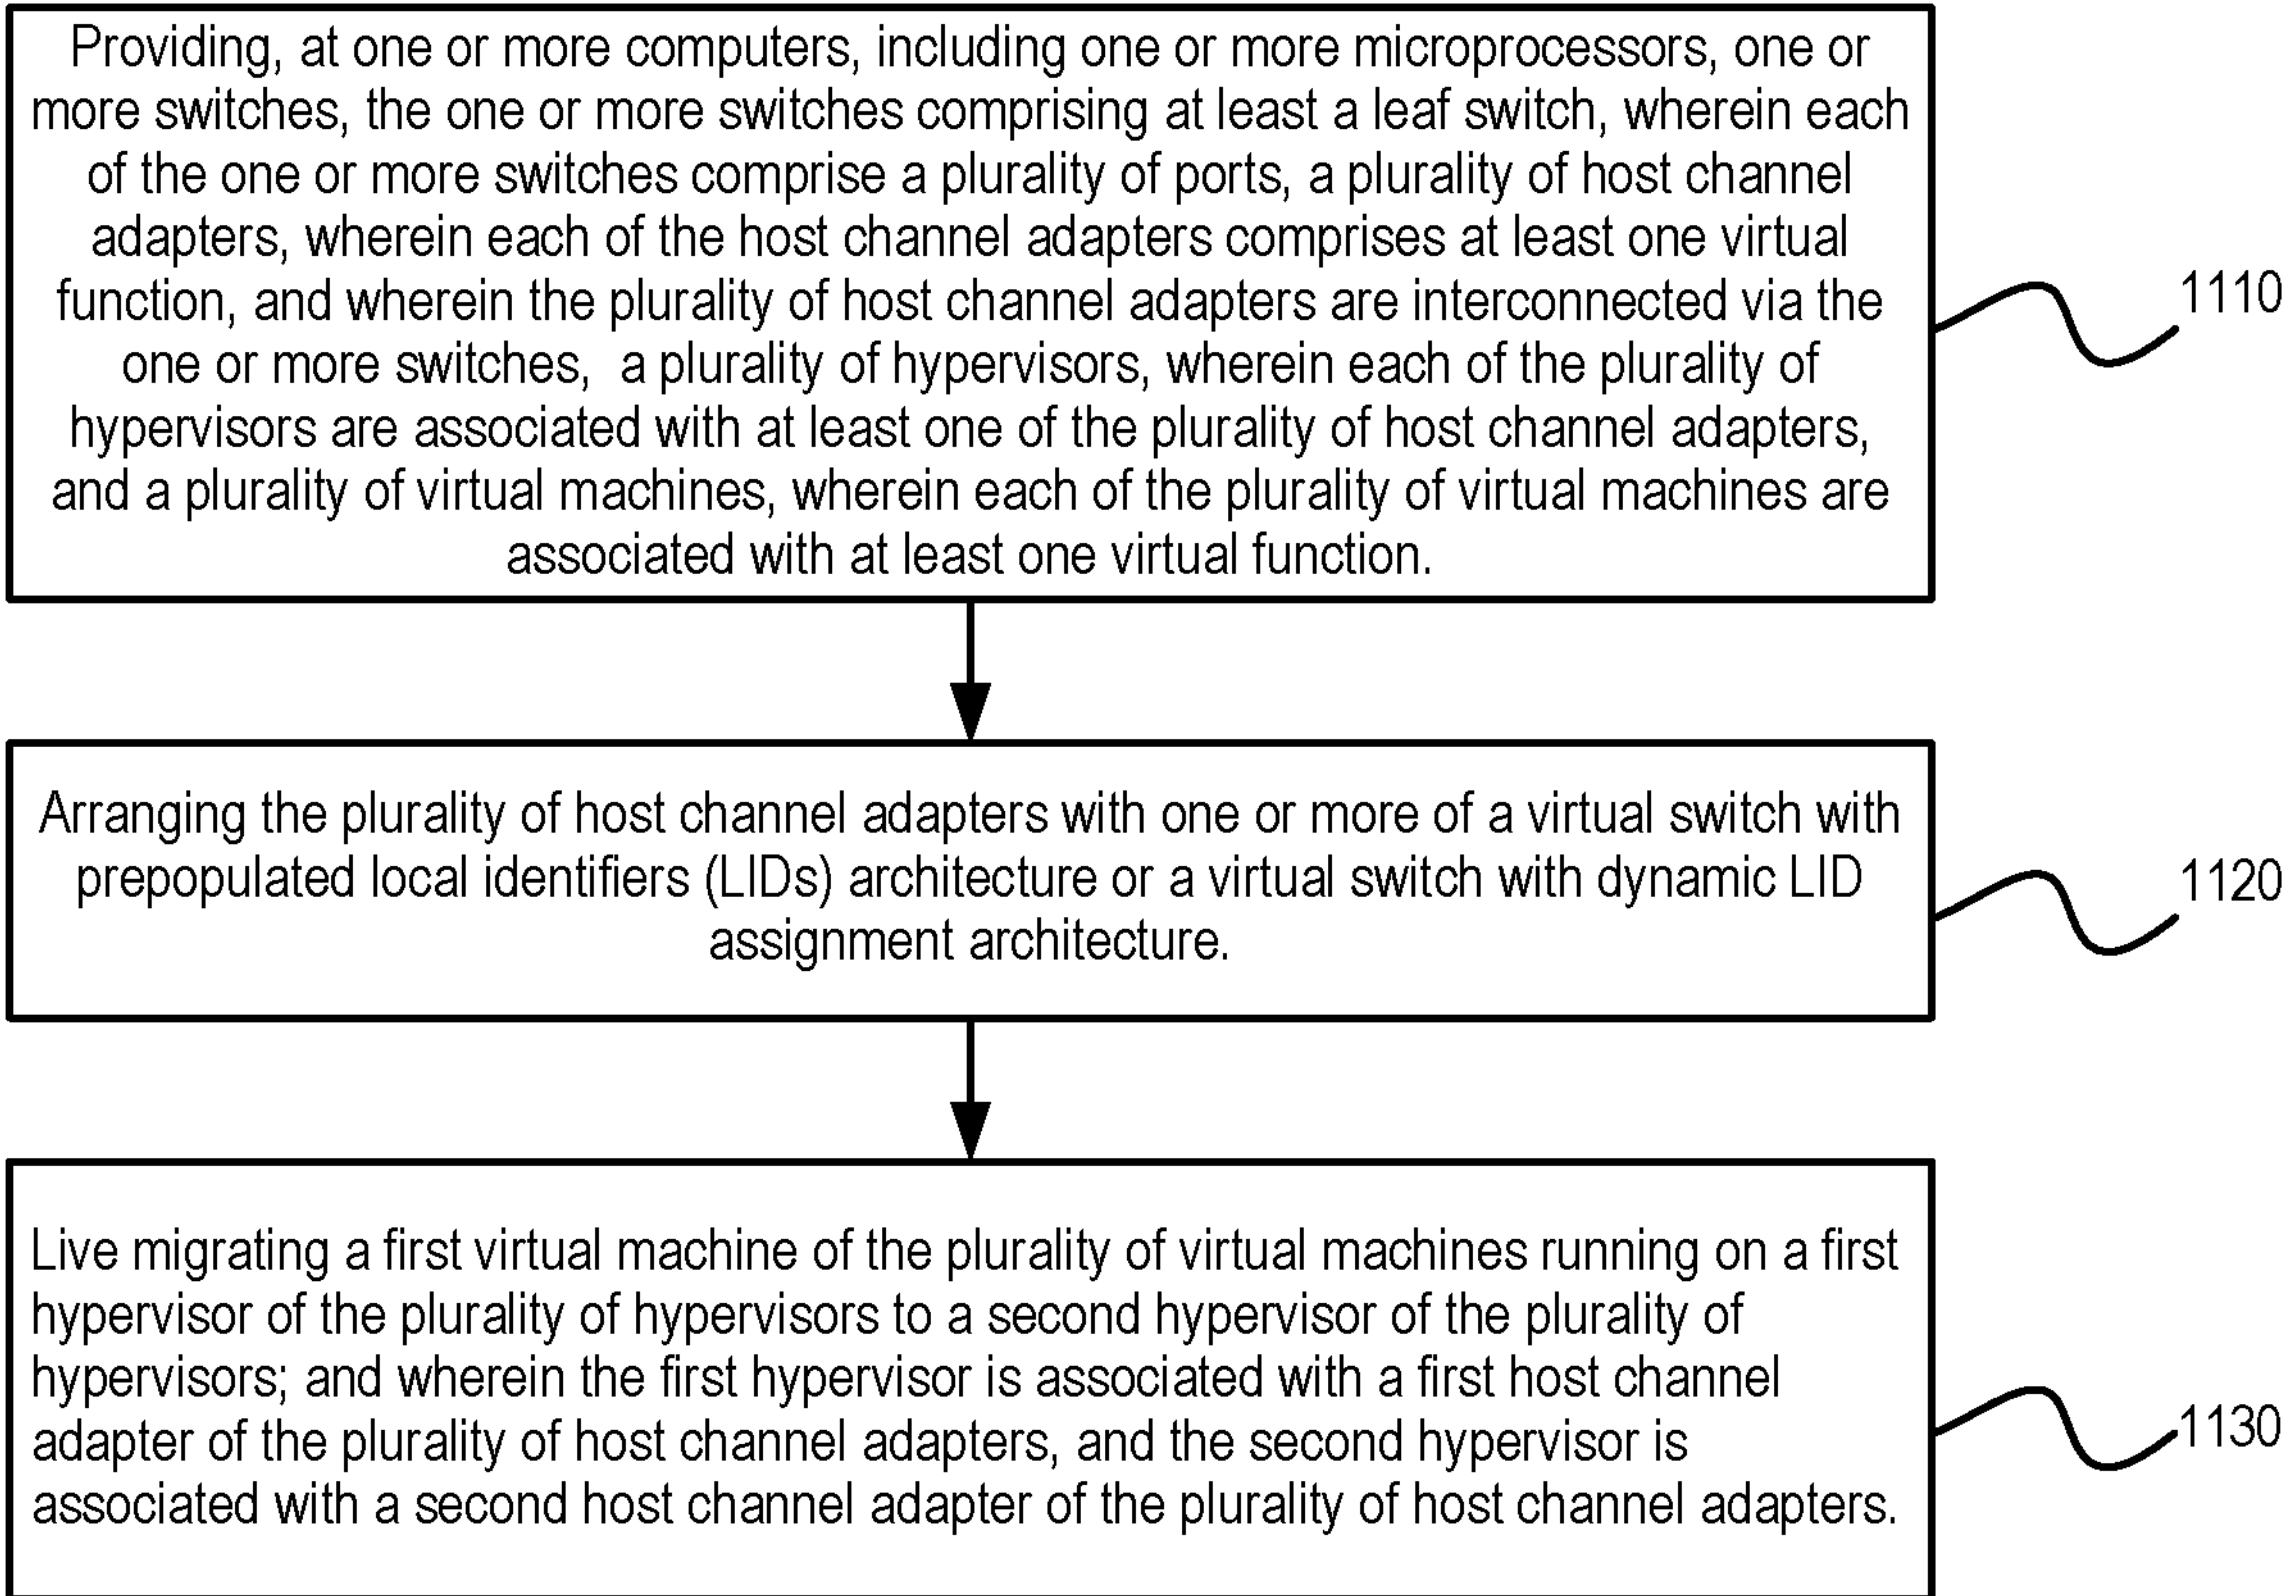 Providing, at one or more computers, including one or more microprocessors, one or
more switches, the one or more switches comprising at least a leaf switch, wherein each
of the one or more switches comprise a plurality of ports, a plurality of host channel
adapters, wherein each of the host channel adapters comprises at least one virtual
function, and wherein the plurality of host channel adapters are interconnected via the
one or more switches, a plurality of hypervisors, wherein each of the plurality of
hypervisors are associated with at least one of the plurality of host channel adapters,
and a plurality of virtual machines, wherein each of the plurality of virtual machines are
associated with at least one virtual function.
1110
Arranging the plurality of host channel adapters with one or more of a virtual switch with
prepopulated local identifiers (LIDs) architecture or a virtual switch with dynamic LID
assignment architecture.
1120
Live migrating a first virtual machine of the plurality of virtual machines running on a first
hypervisor of the plurality of hypervisors to a second hypervisor of the plurality of
hypervisors; and wherein the first hypervisor is associated with a first host channel
adapter of the plurality of host channel adapters, and the second hypervisor is
associated with a second host channel adapter of the plurality of host channel adapters.
1130